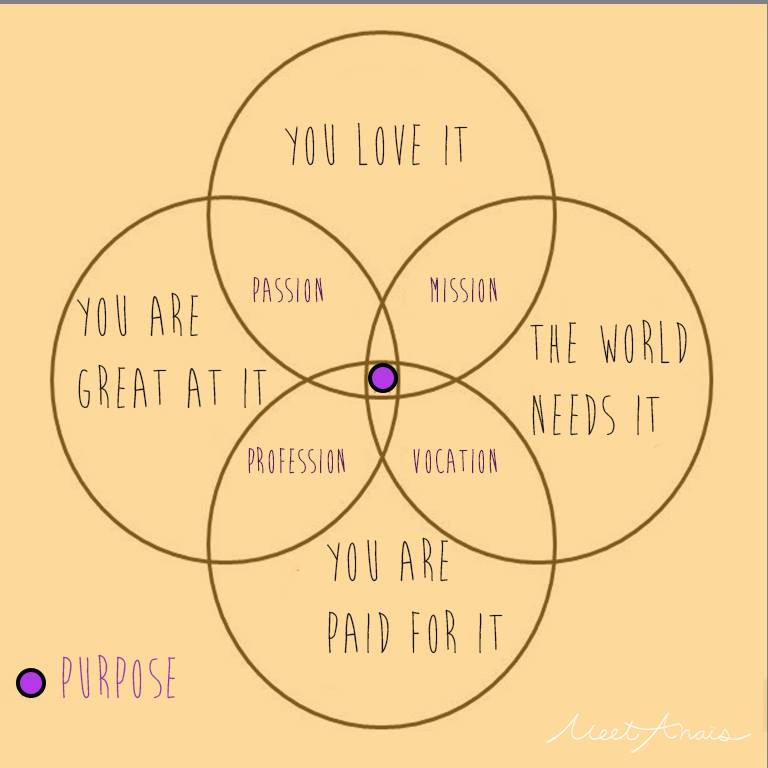 YOU LOVE IT
PASSION
MISSION
YOU ARE
GREAT AT IT
THE WORLD
NEEDS IT
PROFESSION
VOCATION
YOU ARE
PAID FOR IT
PURPOSE
Meet Anais